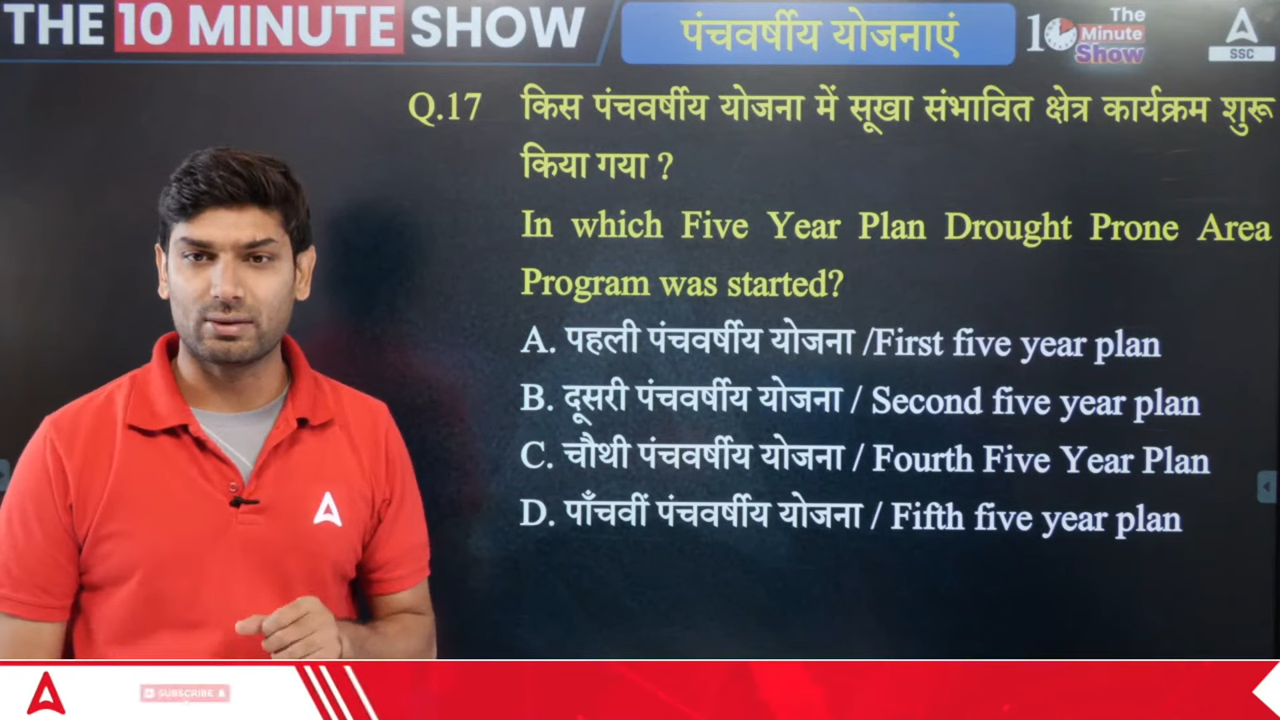 THE 10 MINUTE SHOW
पंचवर्षीय योजनाएं
The
10 Minute
Show
SSC
Q.17 किस पंचवर्षीय योजना में सूखा संभावित क्षेत्र कार्यक्रम शुरू
किया गया ?
In which Five Year Plan Drought Prone Area
Program was started?
A. पहली पंचवर्षीय योजना /First five year plan
B. दूसरी पंचवर्षीय योजना / Second five year plan
C. चौथी पंचवर्षीय योजना / Fourth Five Year Plan
D. पाँचवीं पंचवर्षीय योजना / Fifth five year plan
SUBSCRIBE